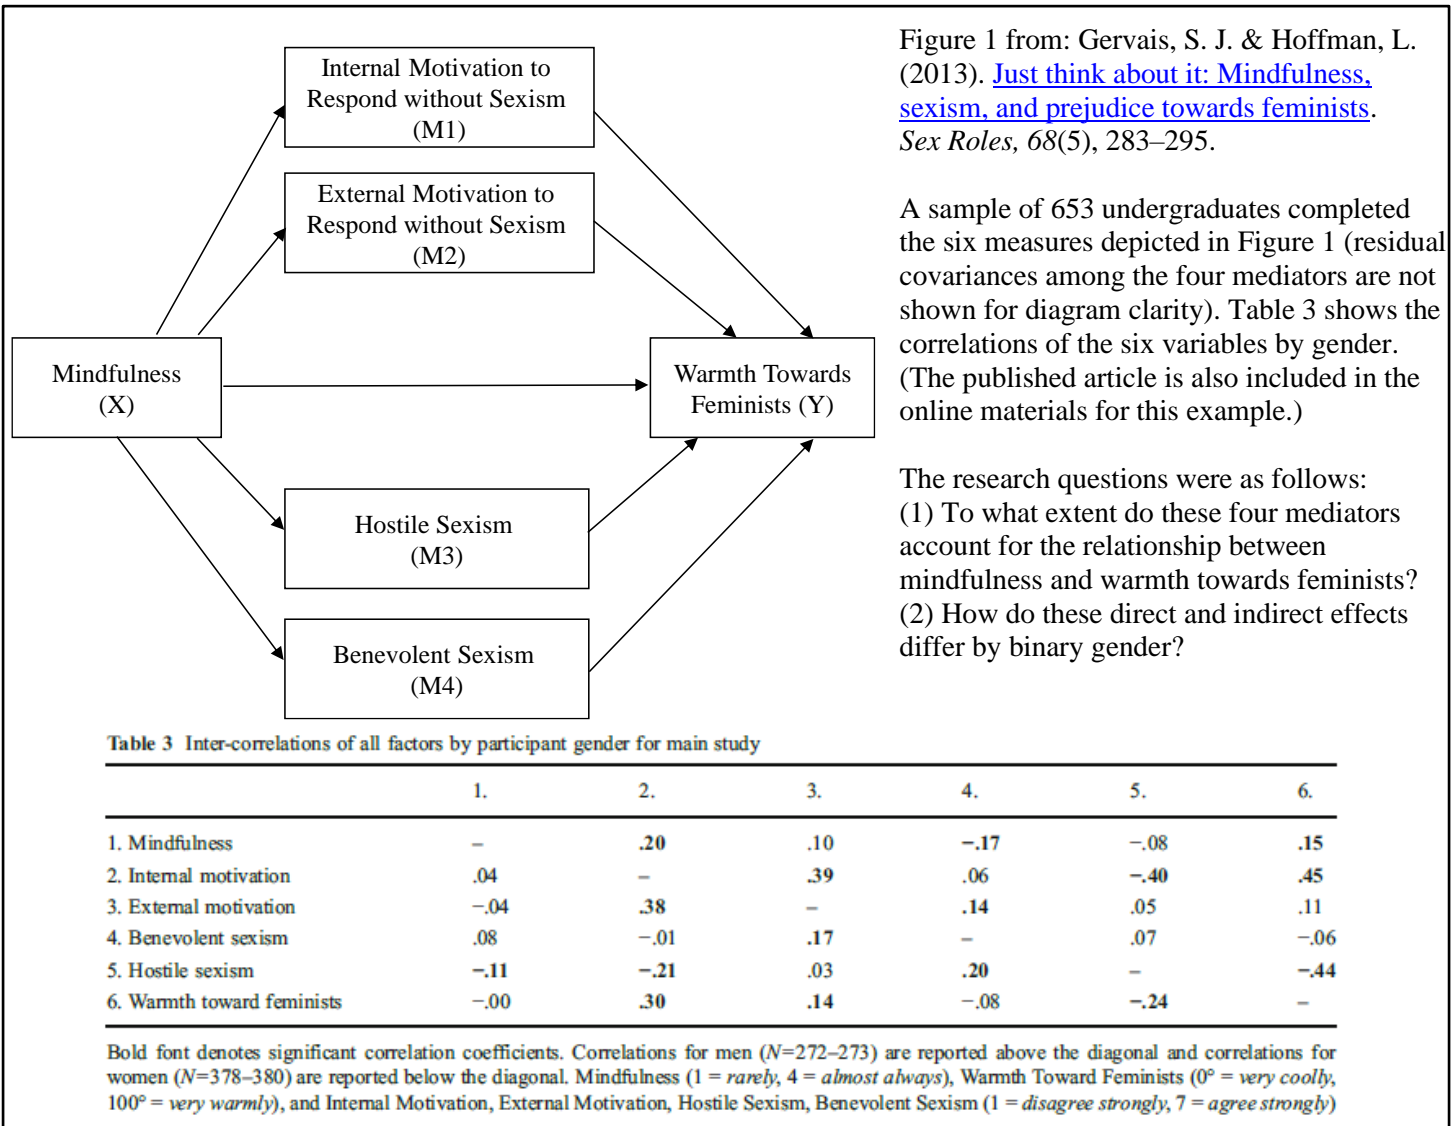 Internal Motivation to
Respond without Sexism
(M1)
External Motivation to
Respond without Sexism
(M2)
Mindfulness
(X)
Warmth Towards
Feminists (Y)
Hostile Sexism
(M3)
Benevolent Sexism
(M4)
Figure 1 from: Gervais, S. J. & Hoffman, L.
(2013). Just think about it: Mindfulness,
sexism, and prejudice towards feminists.
Sex Roles, 68(5), 283–295.
A sample of 653 undergraduates completed
the six measures depicted in Figure 1 (residual
covariances among the four mediators are not
shown for diagram clarity). Table 3 shows the
correlations of the six variables by gender.
(The published article is also included in the
online materials for this example.)
The research questions were as follows:
(1) To what extent do these four mediators
account for the relationship between
mindfulness and warmth towards feminists?
(2) How do these direct and indirect effects
differ by binary gender?
Table 3 Inter-correlations of all factors by participant gender for main study
1. 2. 3. 4. 5. 6.
1. Mindfulness – .20 .10 −.17 −.08 .15
2. Internal motivation .04 – .39 .06 −.40 .45
3. External motivation −.04 .38 – .14 .05 .11
4. Benevolent sexism .08 −.01 .17 – .07 −.06
5. Hostile sexism −.11 −.21 .03 .20 – −.44
6. Warmth toward feminists −.00 .30 .14 −.08 −.24 –
Bold font denotes significant correlation coefficients. Correlations for men (N=272–273) are reported above the diagonal and correlations for
women (N=378–380) are reported below the diagonal. Mindfulness (1 = rarely, 4 = almost always), Warmth Toward Feminists (0° = very coolly,
100° = very warmly), and Internal Motivation, External Motivation, Hostile Sexism, Benevolent Sexism (1 = disagree strongly, 7 = agree strongly)